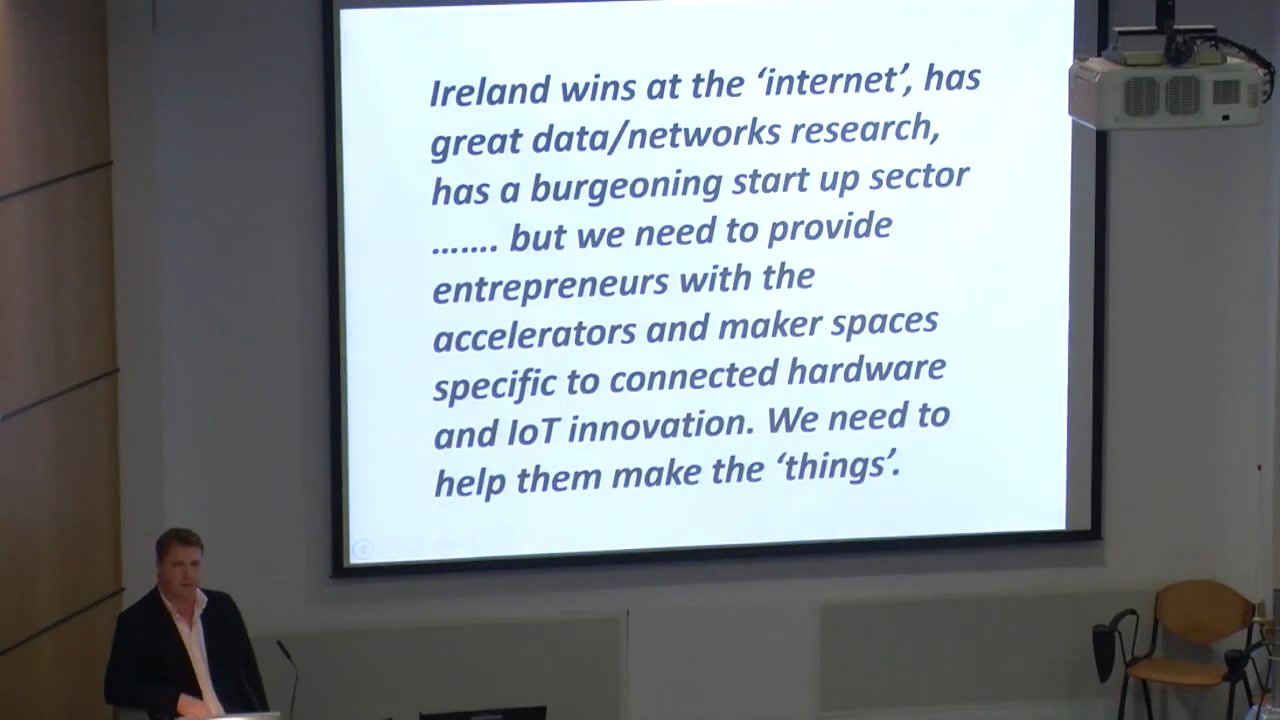 Ireland wins at the ‘internet’, has
great data/networks research,
has a burgeoning start up sector
....... but we need to provide
entrepreneurs with the
accelerators and maker spaces
specific to connected hardware
and IoT innovation. We need to
help them make the ‘things’.